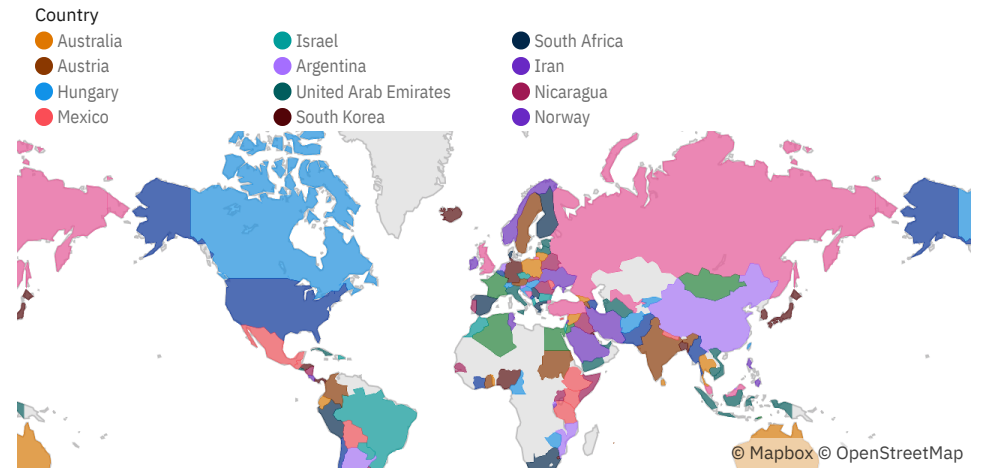 Country
Australia
Austria
Hungary
Mexico
Israel
Argentina
United Arab Emirates
South Korea
South Africa
Iran
Nicaragua
Norway
© Mapbox © OpenStreetMap